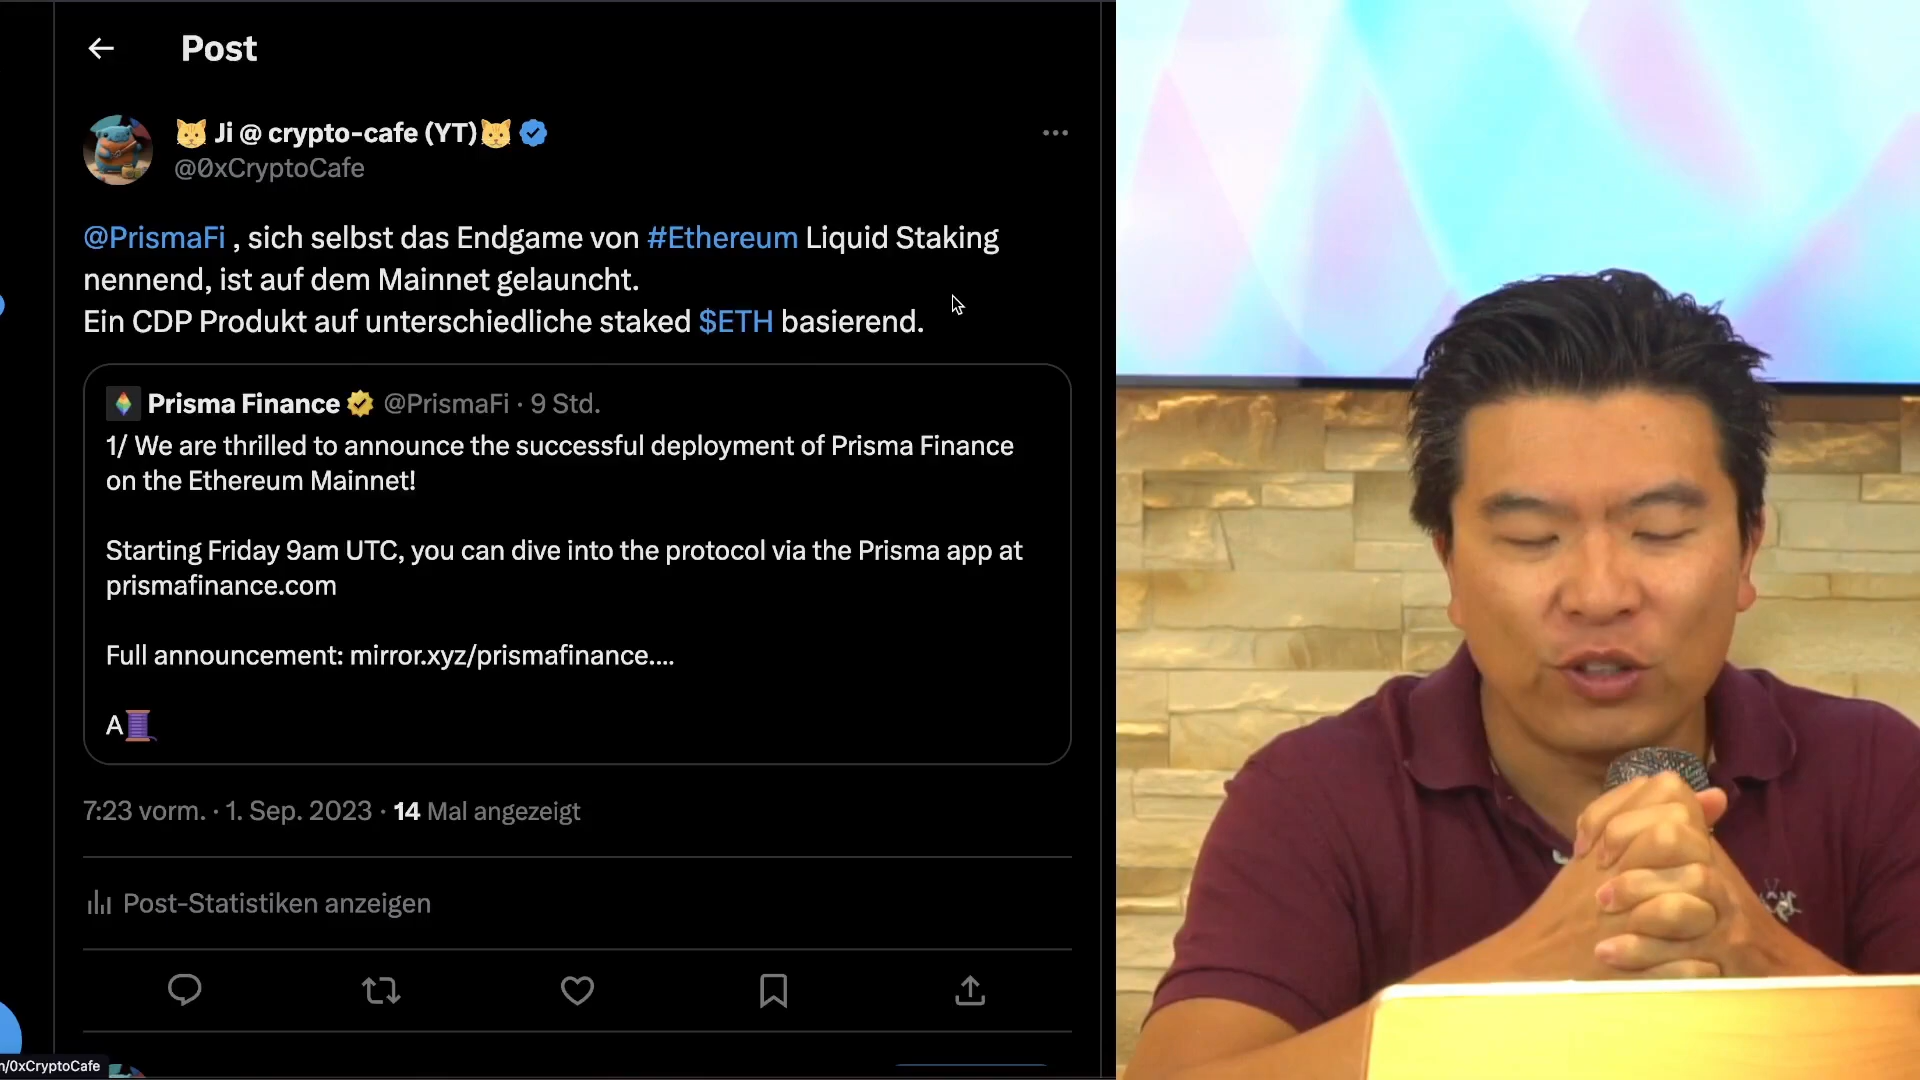 Post
🐱 Ji @ crypto-cafe (YT)🐱
@0xCryptoCafe
@PrismaFi , sich selbst das Endgame von #Ethereum Liquid Staking
nennend, ist auf dem Mainnet gelauncht.
Ein CDP Produkt auf unterschiedliche staked $ETH basierend.
Prisma Finance @PrismaFi · 9 Std.
1/ We are thrilled to announce the successful deployment of Prisma Finance
on the Ethereum Mainnet!
Starting Friday 9am UTC, you can dive into the protocol via the Prisma app at
prismafinance.com
Full announcement: mirror.xyz/prismafinance....
A🧵
7:23 vorm. · 1. Sep. 2023 · 14 Mal angezeigt
Post-Statistiken anzeigen
/0xCryptoCafe